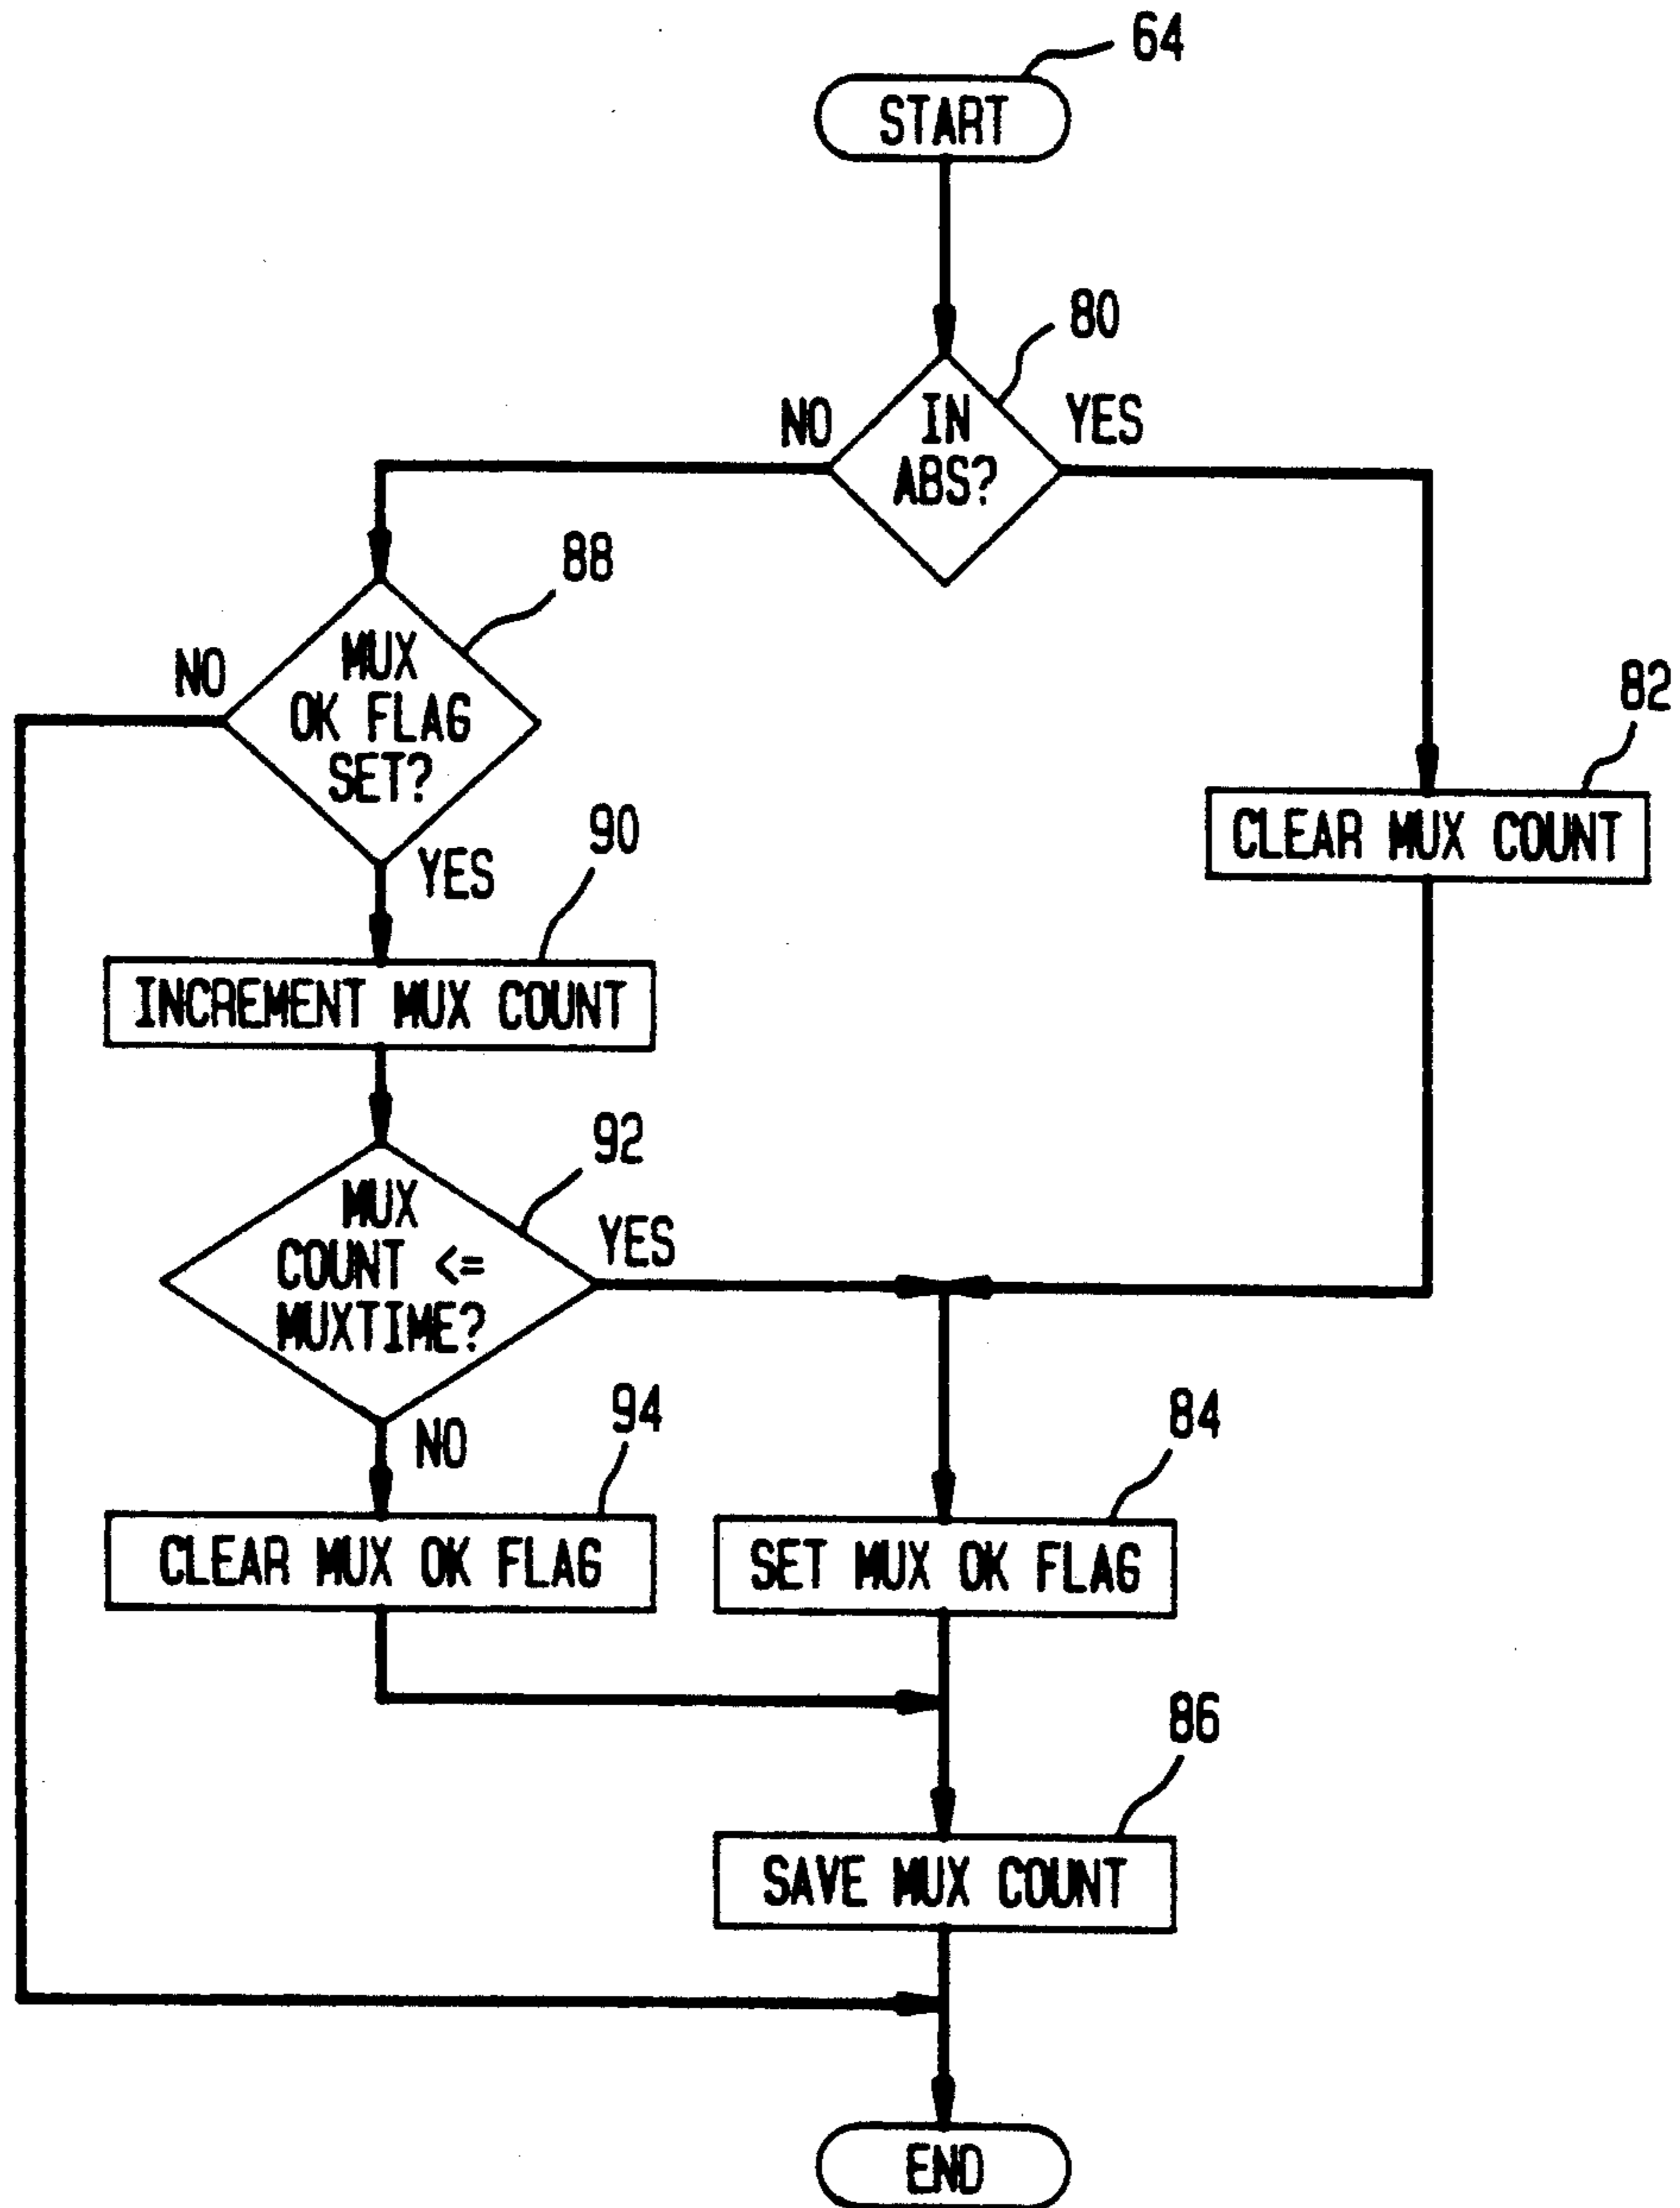 64
START
80
NO
IN
ABS?
YES
88
NO
MUX
OK FLAG
SET?
YES
82
CLEAR MUX COUNT
90
INCREMENT MUX COUNT
92
MUX
COUNT <=
MUXTIME?
YES
NO
94
CLEAR MUX OK FLAG
84
SET MUX OK FLAG
86
SAVE MUX COUNT
END